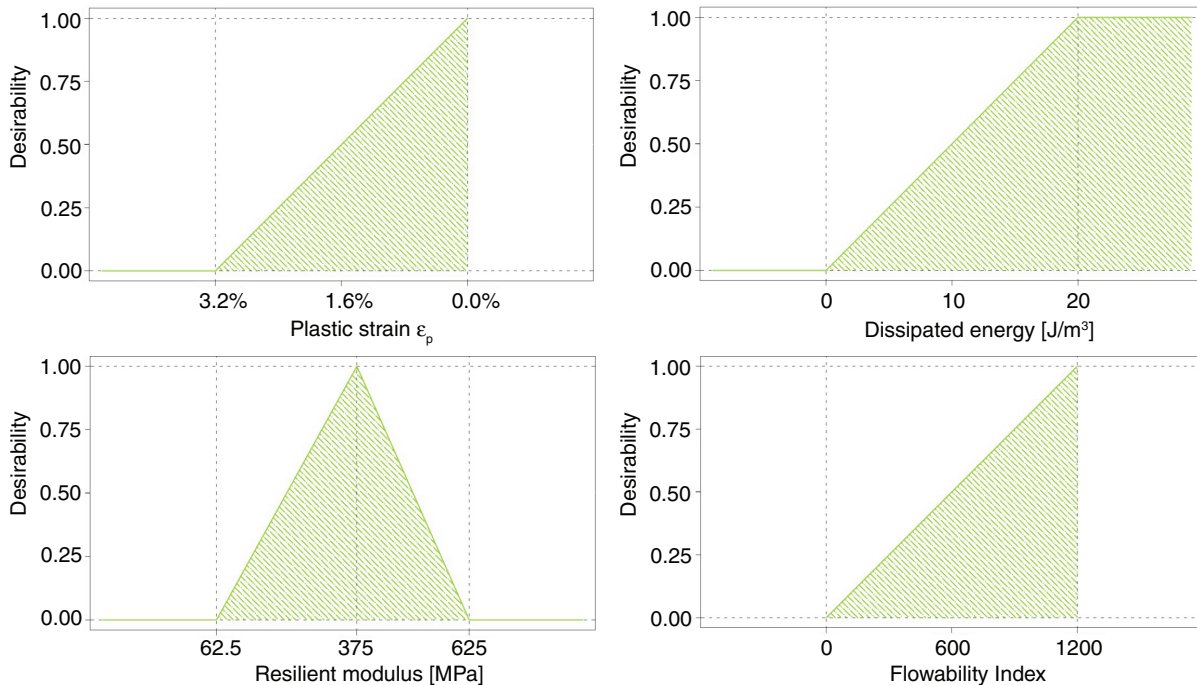 1.00
0.75
0.50
0.25
0.00
Desirability
3.2% 1.6% 0.0%
Plastic strain εp
1.00
0.75
0.50
0.25
0.00
Desirability
0 10 20
Dissipated energy [J/m³]
1.00
0.75
0.50
0.25
0.00
Desirability
62.5 375 625
Resilient modulus [MPa]
1.00
0.75
0.50
0.25
0.00
Desirability
0 600 1200
Flowability Index